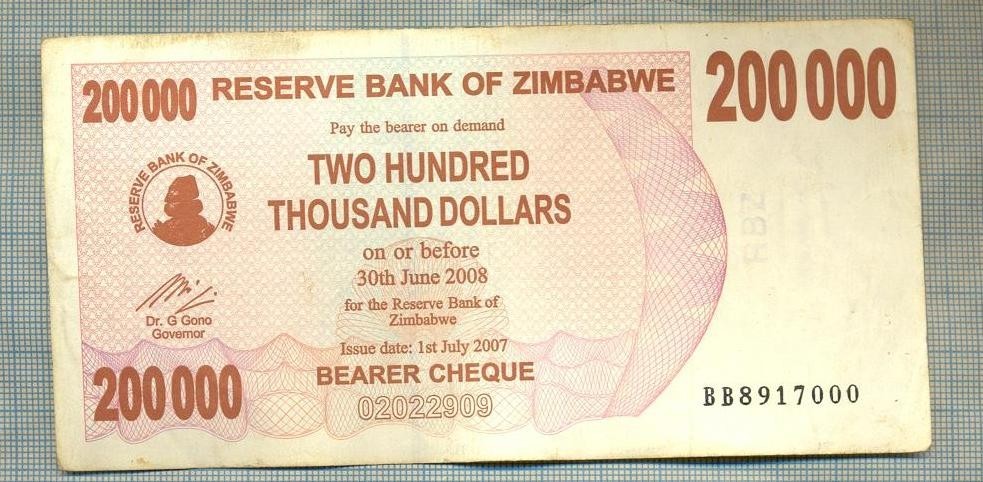 200 000 RESERVE BANK OF ZIMBABWE 200 000
Pay the bearer on demand
TWO HUNDRED
THOUSAND DOLLARS
RESERVE BANK OF ZIMBABWE
on or before
30th June 2008
for the Reserve Bank of
Zimbabwe
Dr. G Gono
Governor
Issue date: 1st July 2007
200 000 BEARER CHEQUE
02022909
BB8917000
RBZ